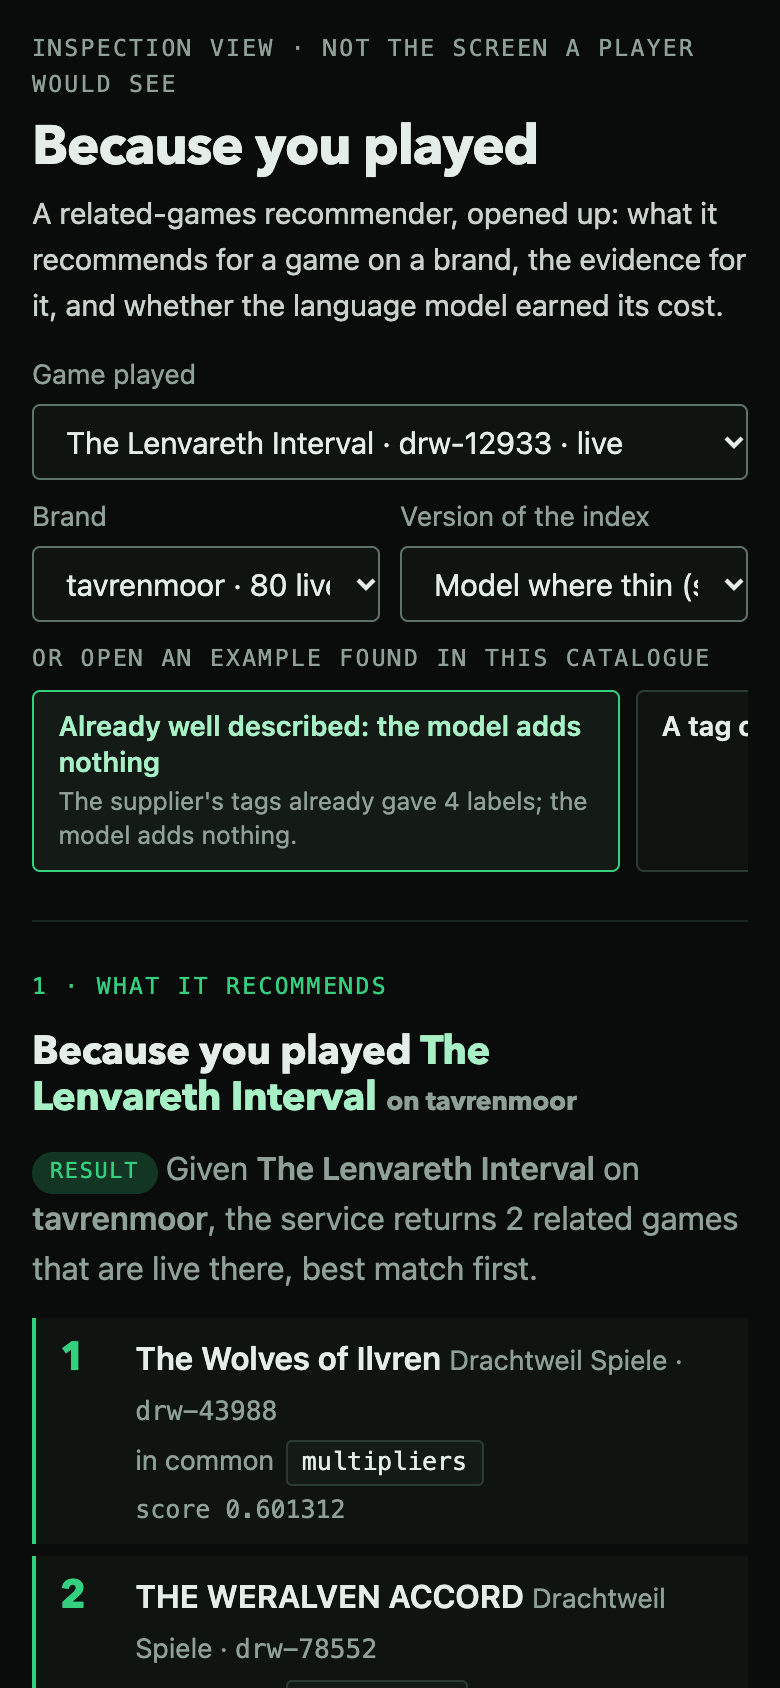 INSPECTION VIEW · NOT THE SCREEN A PLAYER
WOULD SEE
Because you played
A related-games recommender, opened up: what it
recommends for a game on a brand, the evidence for
it, and whether the language model earned its cost.
Game played
The Lenvareth Interval · drw-12933 · live
Brand
Version of the index
tavrenmoor · 80 live
Model where thin (s
OR OPEN AN EXAMPLE FOUND IN THIS CATALOGUE
Already well described: the model adds
nothing
The supplier's tags already gave 4 labels; the
model adds nothing.
A tag
1 · WHAT IT RECOMMENDS
Because you played The
Lenvareth Interval on tavrenmoor
RESULT Given The Lenvareth Interval on
tavrenmoor, the service returns 2 related games
that are live there, best match first.
1
The Wolves of Ilvren Drachtweil Spiele ·
drw-43988
in common multipliers
score 0.601312
2
THE WERALVEN ACCORD Drachtweil
Spiele · drw-78552